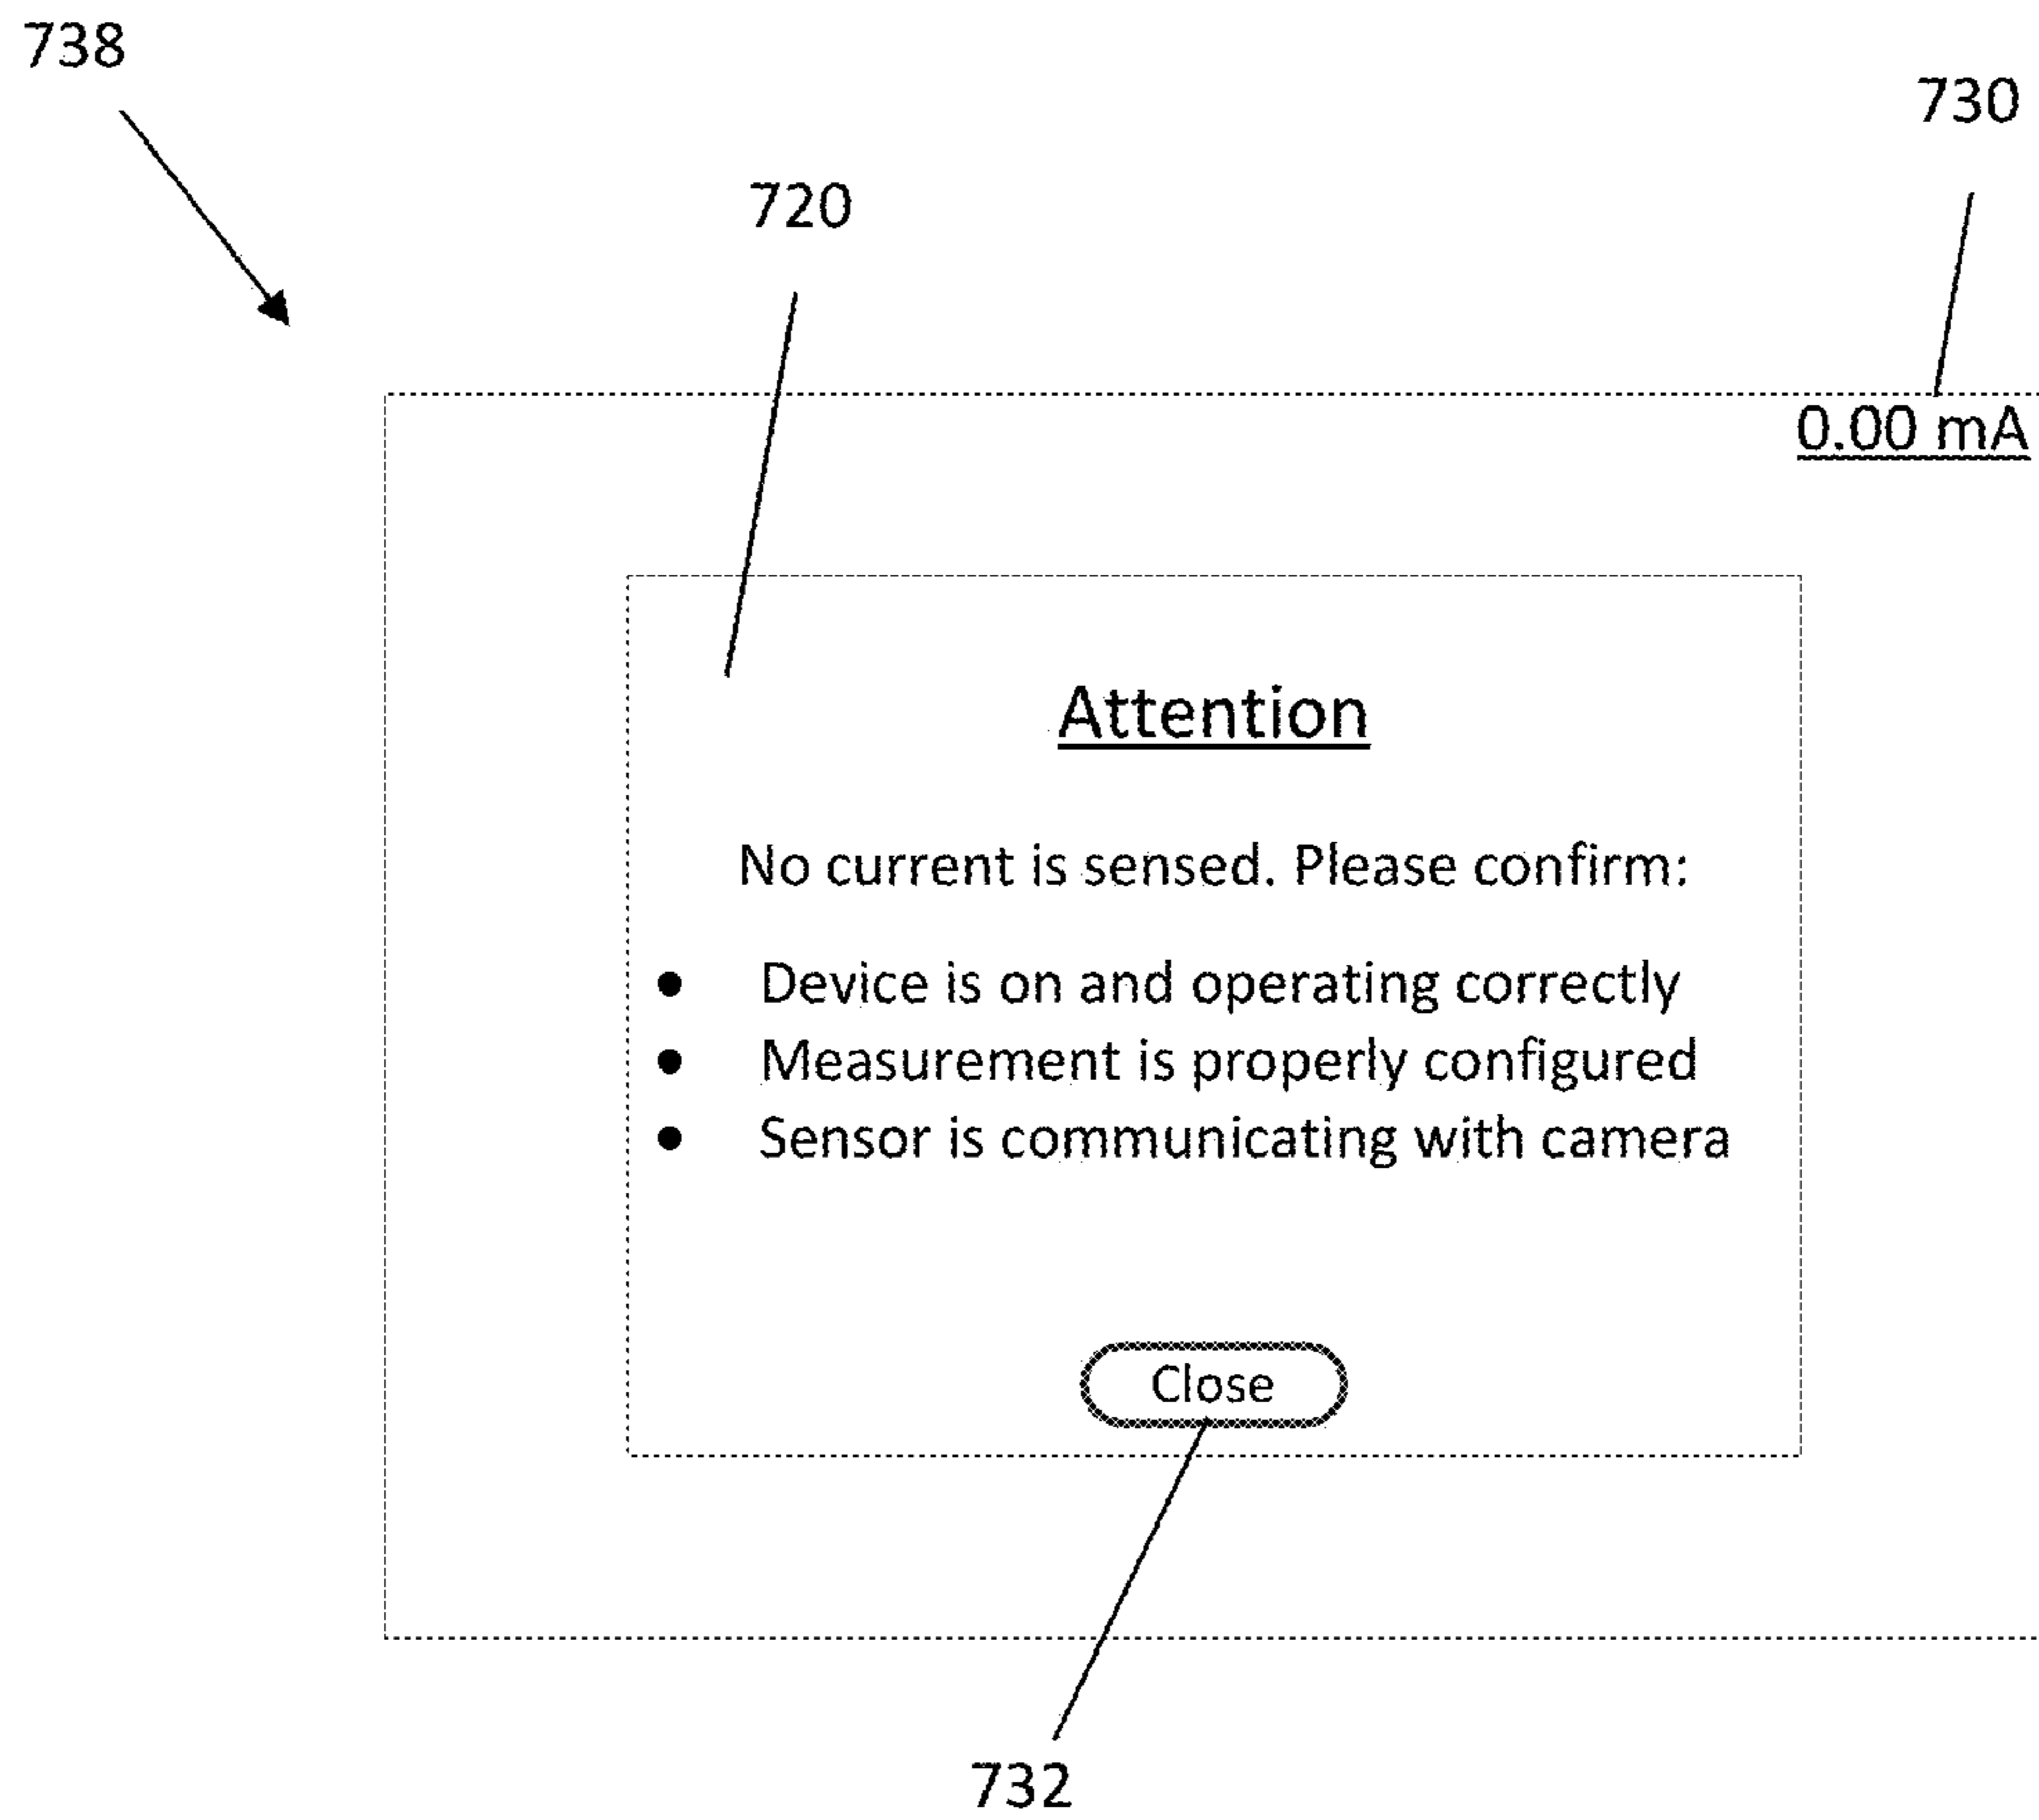 738
730
720
0.00 mA
Attention
No current is sensed. Please confirm:
● Device is on and operating correctly
● Measurement is properly configured
● Sensor is communicating with camera
Close
732